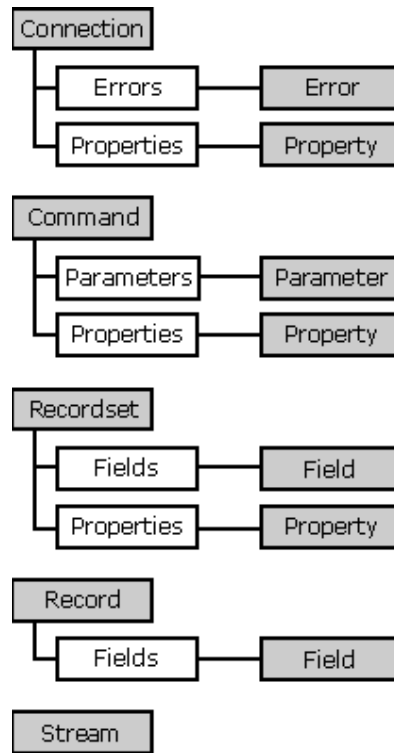 Connection
Errors Error
Properties Property
Command
Parameters Parameter
Properties Property
Recordset
Fields Field
Properties Property
Record
Fields Field
Stream